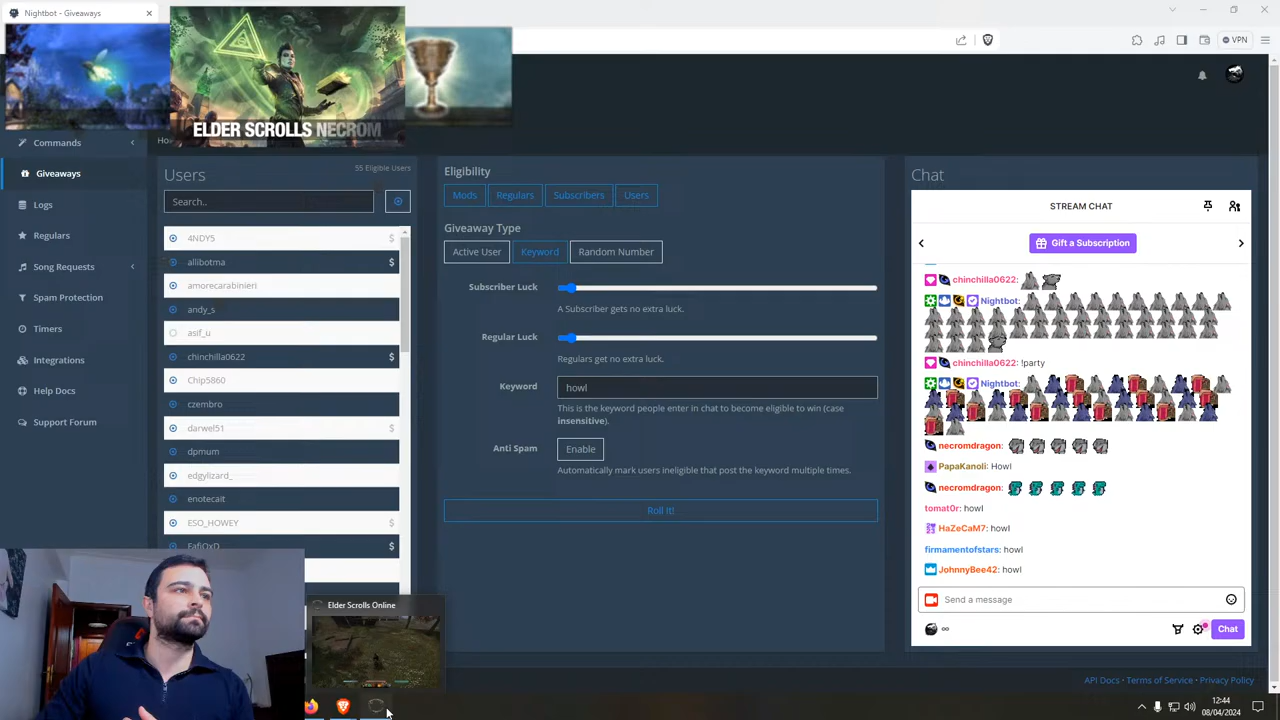 Nightbot - Giveaways
VPN
ELDER SCROLLS NECROM
Commands
Giveaways
Logs
Regulars
Song Requests
Spam Protection
Timers
Integrations
Help Docs
Support Forum
Users
55 Eligible Users
Search..
4NDY5 $
allibotma $
amorecarabinieri
andy_s
asif_u
chinchilla0622 $
Chip5860
czembro
darwel51 $
dpmum
edgylizard_
enotecait
ESO_HOWEY $
FafiOxD $
Eligibility
Mods Regulars Subscribers Users
Giveaway Type
Active User Keyword Random Number
Subscriber Luck
A Subscriber gets no extra luck.
Regular Luck
Regulars get no extra luck.
Keyword
howl
This is the keyword people enter in chat to become eligible to win (case
insensitive).
Anti Spam
Enable
Automatically mark users ineligible that post the keyword multiple times.
Roll It!
Chat
STREAM CHAT
Gift a Subscription
chinchilla0622:
Nightbot:
chinchilla0622: !party
Nightbot:
necromdragon:
PapaKanoli: Howl
necromdragon:
tomat0r: howl
HaZeCaM7: howl
firmamentofstars: howl
JohnnyBee42: howl
Send a message
∞
Chat
API Docs - Terms of Service - Privacy Policy
Elder Scrolls Online
12:44
08/04/2024